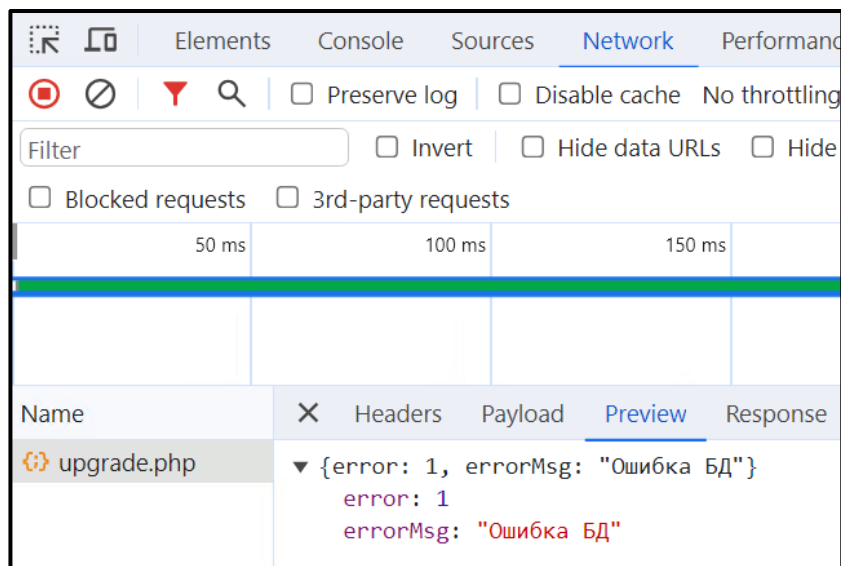 Elements Console Sources Network Performanc
Preserve log Disable cache No throttling
Filter Invert Hide data URLs Hide
Blocked requests 3rd-party requests
50 ms 100 ms 150 ms
Name Headers Payload Preview Response
upgrade.php {error: 1, errorMsg: "Ошибка БД"}
error: 1
errorMsg: "Ошибка БД"